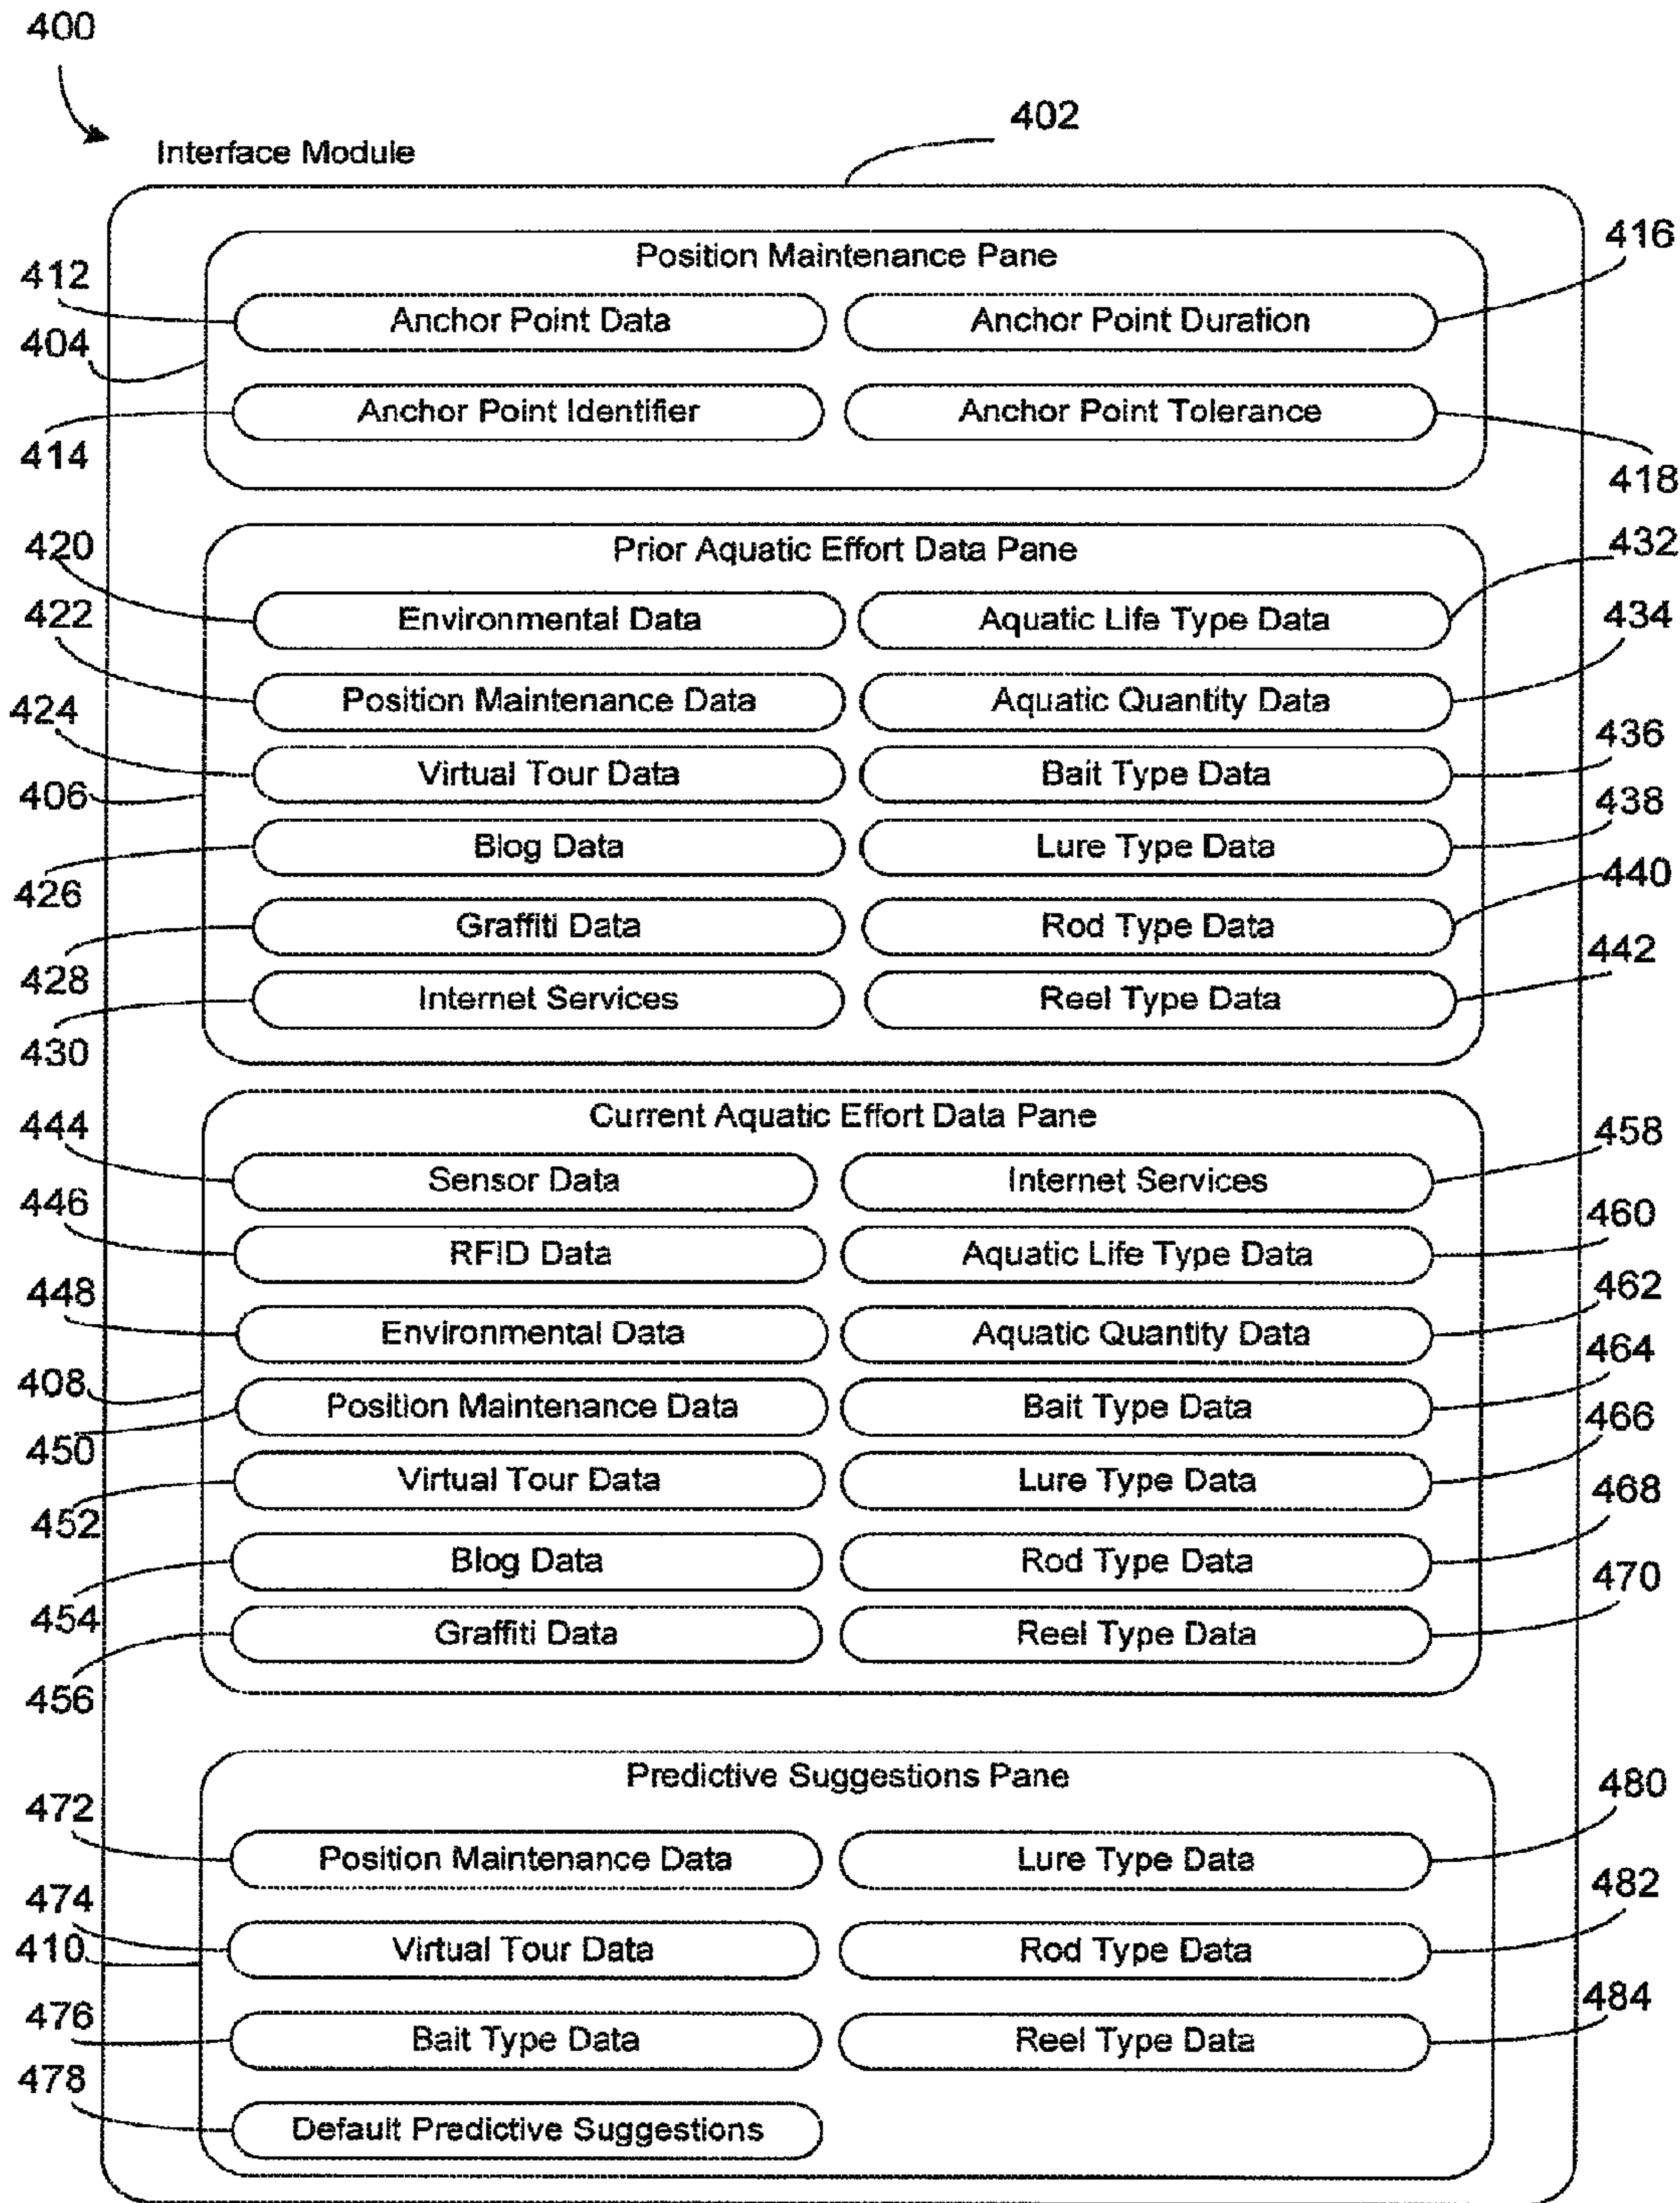 400
402
Interface Module
Position Maintenance Pane
416
412
Anchor Point Data
Anchor Point Duration
404
Anchor Point Identifier
Anchor Point Tolerance
414
418
420
Prior Aquatic Effort Data Pane
432
Environmental Data
Aquatic Life Type Data
422
434
Position Maintenance Data
Aquatic Quantity Data
424
436
Virtual Tour Data
Bait Type Data
406
438
Blog Data
Lure Type Data
426
440
Graffiti Data
Rod Type Data
428
442
Internet Services
Reel Type Data
430
Current Aquatic Effort Data Pane
444
458
Sensor Data
Internet Services
446
460
RFID Data
Aquatic Life Type Data
448
462
Environmental Data
Aquatic Quantity Data
408
464
Position Maintenance Data
Bait Type Data
450
466
Virtual Tour Data
Lure Type Data
452
468
Blog Data
Rod Type Data
454
470
Graffiti Data
Reel Type Data
456
Predictive Suggestions Pane
472
480
Position Maintenance Data
Lure Type Data
474
482
410
Virtual Tour Data
Rod Type Data
476
484
Bait Type Data
Reel Type Data
478
Default Predictive Suggestions